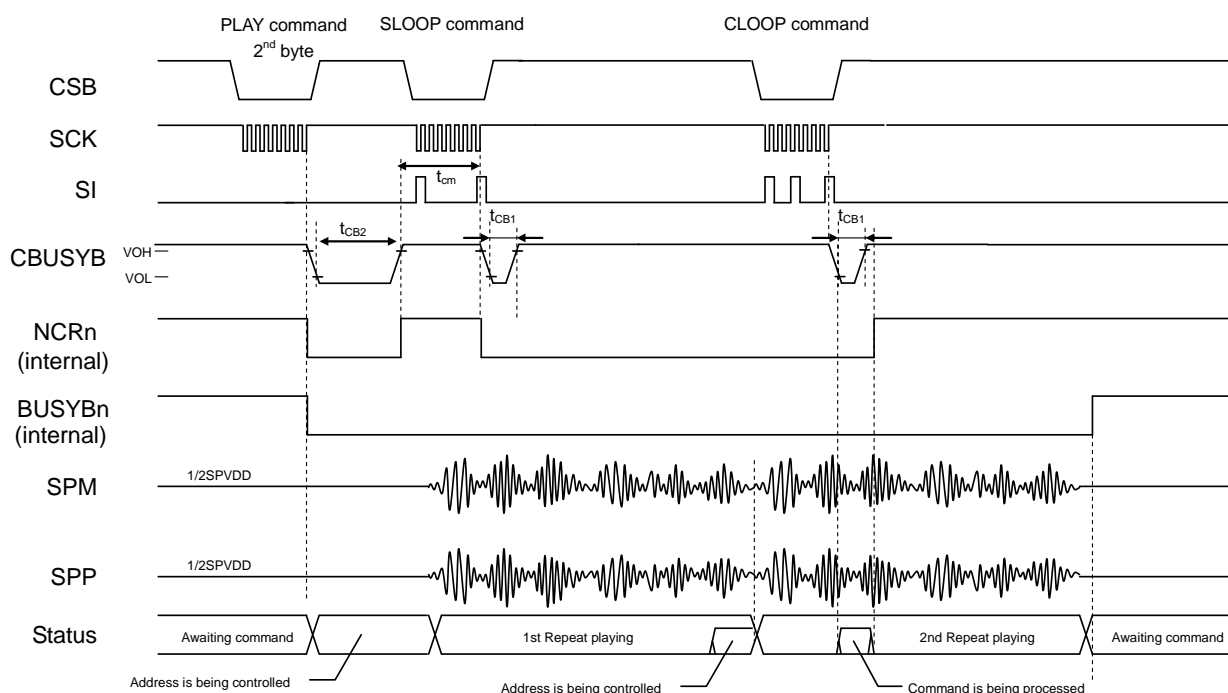 PLAY command
2nd byte
SLOOP command
CLOOP command
CSB
SCK
SI
tcm
tCB1
tCB1
tCB2
CBUSYB
VOH
VOL
NCRn
(internal)
BUSYBn
(internal)
SPM
1/2SPVDD
SPP
1/2SPVDD
Status
Awaiting command
1st Repeat playing
2nd Repeat playing
Awaiting command
Address is being controlled
Address is being controlled
Command is being processed